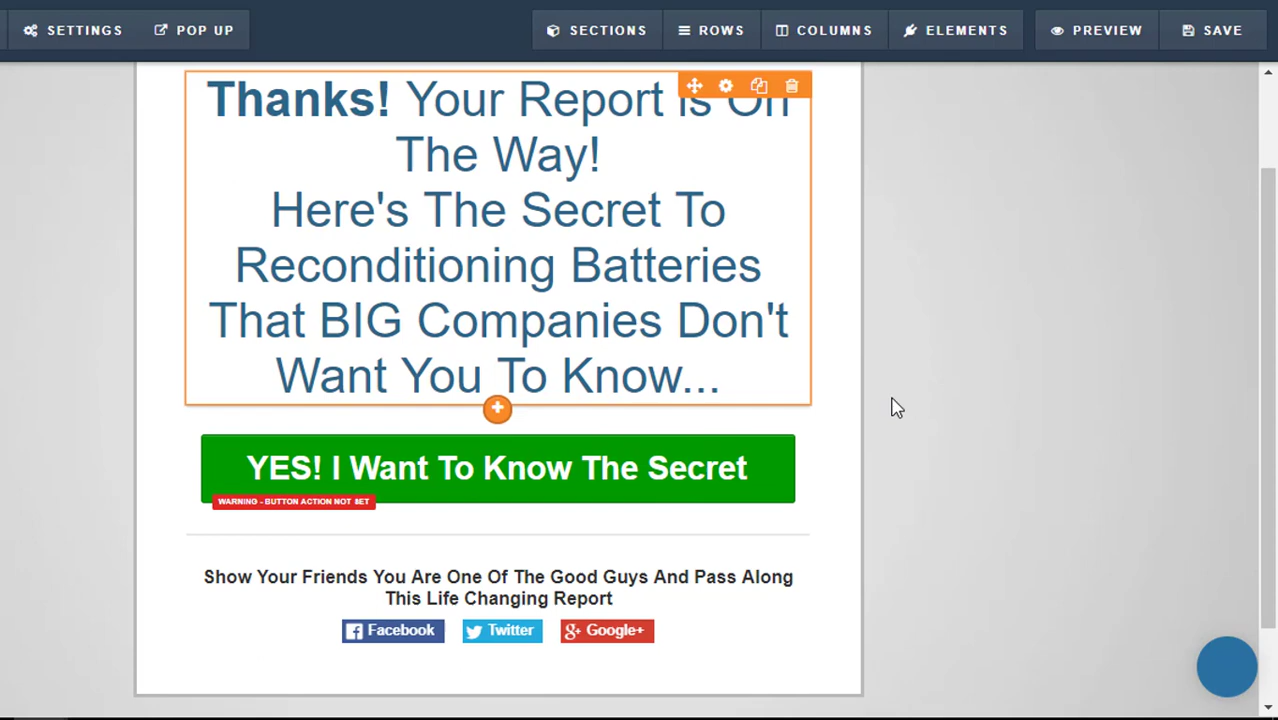 SETTINGS POP UP SECTIONS ROWS COLUMNS ELEMENTS PREVIEW SAVE
Thanks! Your Report Is On
The Way!
Here's The Secret To
Reconditioning Batteries
That BIG Companies Don't
Want You To Know...
YES! I Want To Know The Secret
WARNING - BUTTON ACTION NOT SET
Show Your Friends You Are One Of The Good Guys And Pass Along
This Life Changing Report
Facebook Twitter Google+